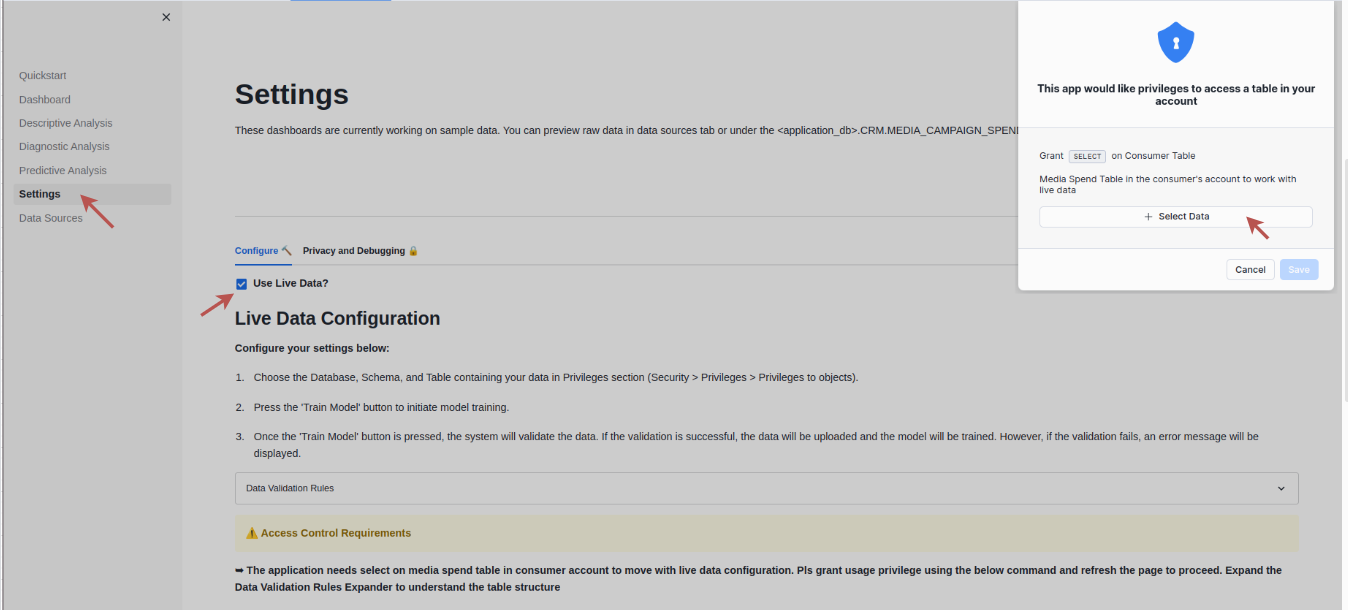 Quickstart
Dashboard
Descriptive Analysis
Diagnostic Analysis
Predictive Analysis
Settings
Data Sources
Settings
These dashboards are currently working on sample data. You can preview raw data in data sources tab or under the <application_db>.CRM.MEDIA_CAMPAIGN_SPEN
Configure
Privacy and Debugging
Use Live Data?
Live Data Configuration
Configure your settings below:
1. Choose the Database, Schema, and Table containing your data in Privileges section (Security > Privileges > Privileges to objects).
2. Press the 'Train Model' button to initiate model training.
3. Once the 'Train Model' button is pressed, the system will validate the data. If the validation is successful, the data will be uploaded and the model will be trained. However, if the validation fails, an error message will be
displayed.
Data Validation Rules
⚠️ Access Control Requirements
➥ The application needs select on media spend table in consumer account to move with live data configuration. Pls grant usage privilege using the below command and refresh the page to proceed. Expand the
Data Validation Rules Expander to understand the table structure
This app would like privileges to access a table in your
account
Grant SELECT on Consumer Table
Media Spend Table in the consumer's account to work with
live data
+ Select Data
Cancel
Save